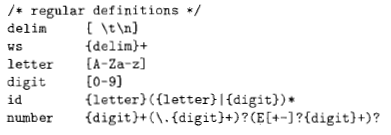 /* regular definitions */
delim [ \t\n]
ws {delim}+
letter [A-Za-z]
digit [0-9]
id {letter}({letter}|{digit})*
number {digit}+(\.{digit}+)?(E[+-]?{digit}+)?